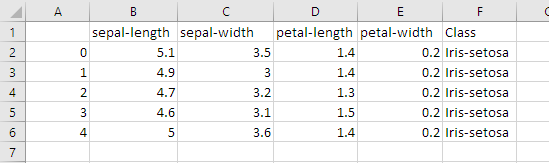 A B C D E F
1 sepal-length sepal-width petal-length petal-width Class
2 0 5.1 3.5 1.4 0.2 Iris-setosa
3 1 4.9 3 1.4 0.2 Iris-setosa
4 2 4.7 3.2 1.3 0.2 Iris-setosa
5 3 4.6 3.1 1.5 0.2 Iris-setosa
6 4 5 3.6 1.4 0.2 Iris-setosa
7